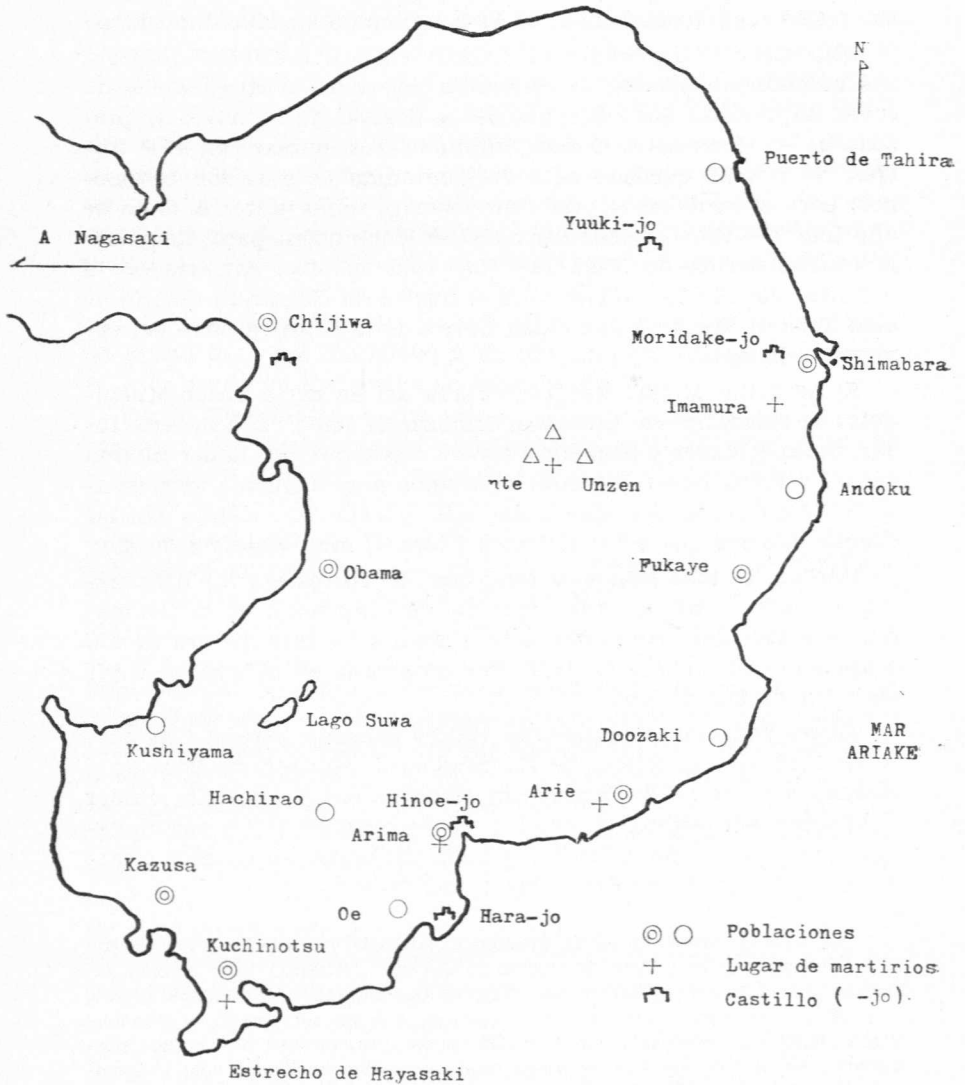 N
Puerto de Tahira
Yuuki-jo
A Nagasaki
Chijiwa
Moridake-jo
Shimabara
Imamura
Unzen
Andoku
Fukaye
Obama
Lago Suwa
Kushiyama
Doozaki
MAR
ARIAKE
Hachirao
Hinoe-jo
Arie
Arima
Kazusa
Oe
Hara-jo
Kuchinotsu
Poblaciones
Lugar de martirios
Castillo ( -jo).
Estrecho de Hayasaki